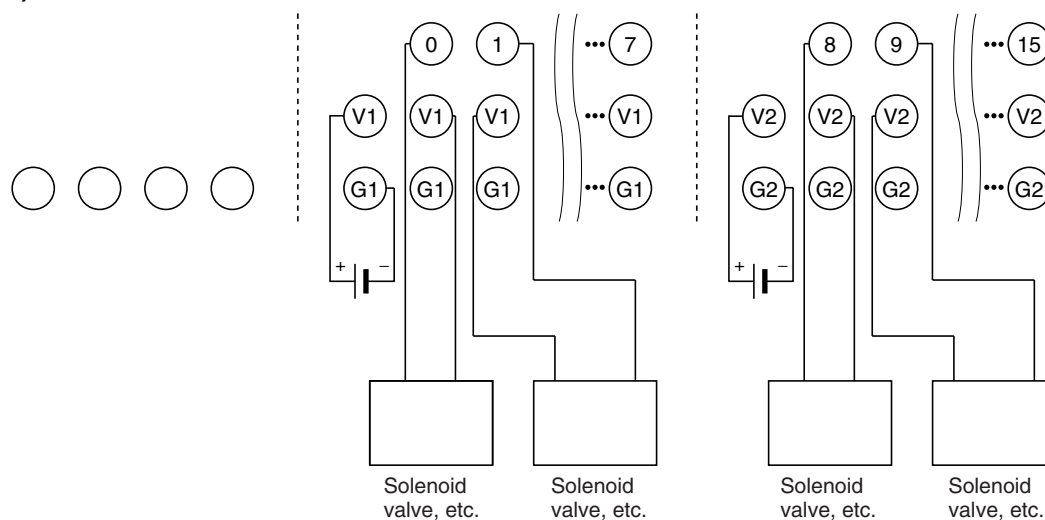 0 1 ••• 7 8 9 ••• 15
V1 V1 V1 ••• V1 V2 V2 V2 ••• V2
G1 G1 G1 ••• G1 G2 G2 G2 ••• G2
+ − + −
Solenoid valve, etc.
Solenoid valve, etc.
Solenoid valve, etc.
Solenoid valve, etc.